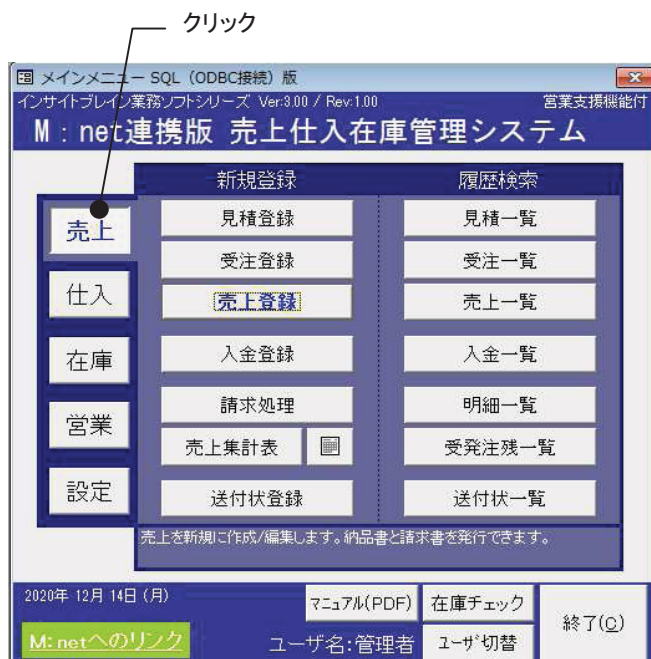 クリック
メインメニュー SQL（ODBC接続）版
インサイトブレイン業務ソフトシリーズ Ver:3.00 / Rev:1.00 営業支援機能付
M：net連携版 売上仕入在庫管理システム
新規登録 履歴検索
売上 見積登録 見積一覧
受注登録 受注一覧
仕入 売上登録 売上一覧
在庫 入金登録 入金一覧
請求処理 明細一覧
営業 売上集計表 受発注残一覧
設定 送付状登録 送付状一覧
売上を新規に作成/編集します。納品書と請求書を発行できます。
2020年 12月 14日 (月) マニュアル(PDF) 在庫チェック 終了(C)
M:netへのリンク ユーザ名:管理者 ユーザ切替